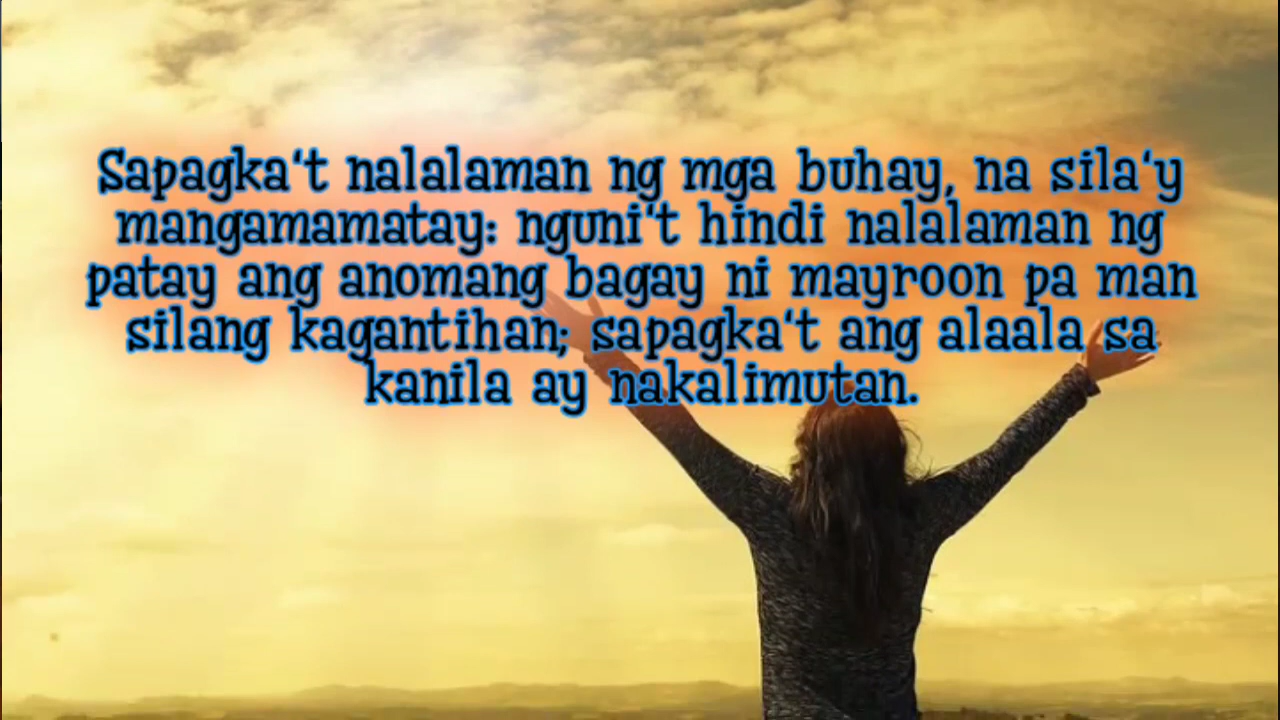 Sapagka't nalalaman ng mga buhay, na sila'y
mangamamatay: nguni't hindi nalalaman ng
patay ang anomang bagay ni mayroon pa man
silang kagantihan; sapagka't ang alaala sa
kanila ay nakalimutan.